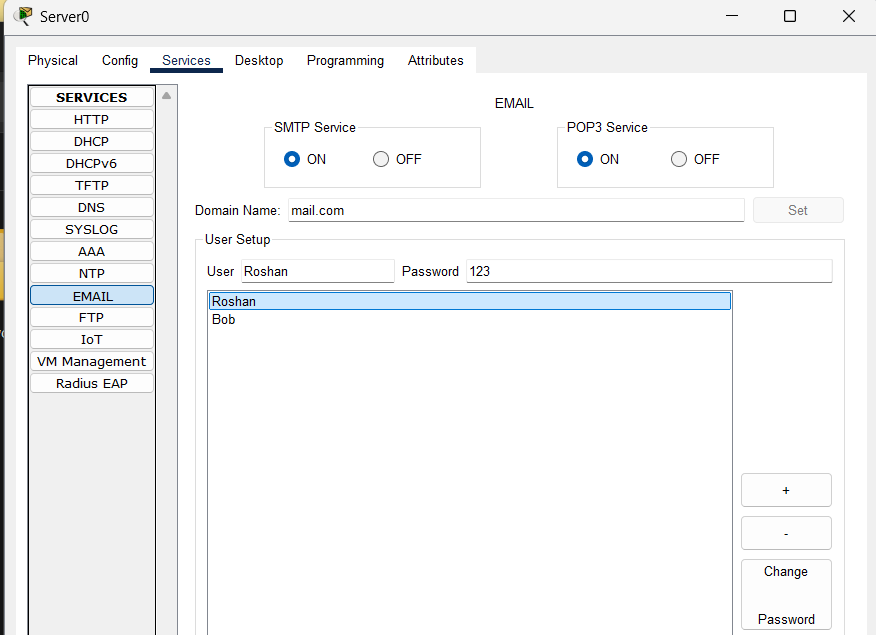 Server0
Physical Config Services Desktop Programming Attributes
SERVICES
HTTP
DHCP
DHCPv6
TFTP
DNS
SYSLOG
AAA
NTP
EMAIL
FTP
IoT
VM Management
Radius EAP
EMAIL
SMTP Service
ON OFF
POP3 Service
ON OFF
Domain Name: mail.com Set
User Setup
User Roshan Password 123
Roshan
Bob
+
-
Change
Password